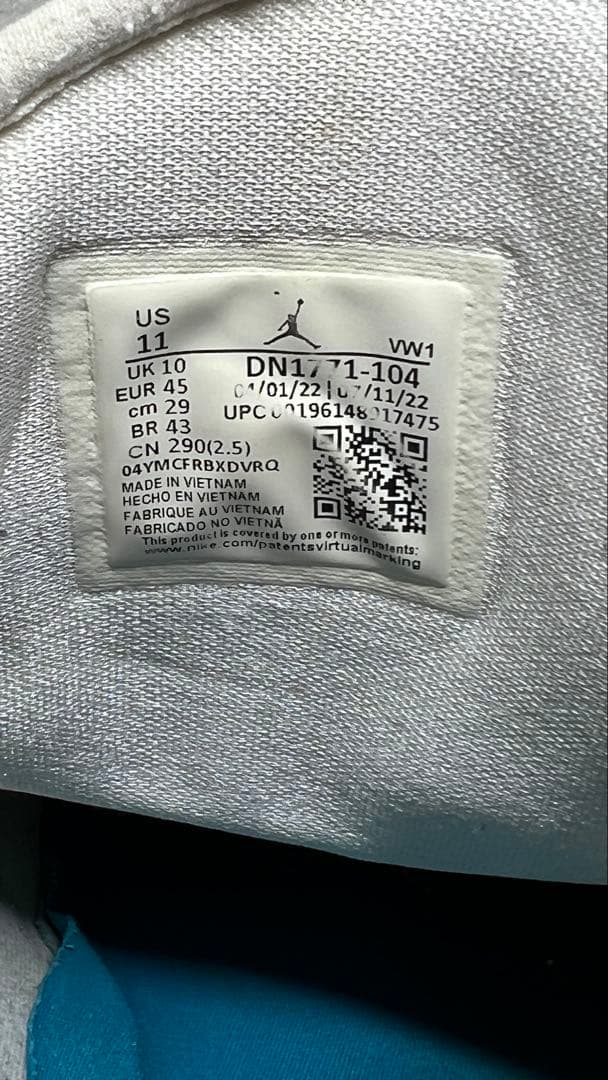 US
11
VW1
UK 10
DN1771-104
EUR 45
04/01/22 | 07/11/22
cm 29
UPC
BR 43
CN 290(2.5)
04YMCFRBXDVRQ
MADE IN VIETNAM
HECHO EN VIETNAM
FABRIQUE AU VIETNAM
FABRICADO NO VIETNÃ
This product is covered by one or more patents:
www.nike.com/patentsvirtualmarking